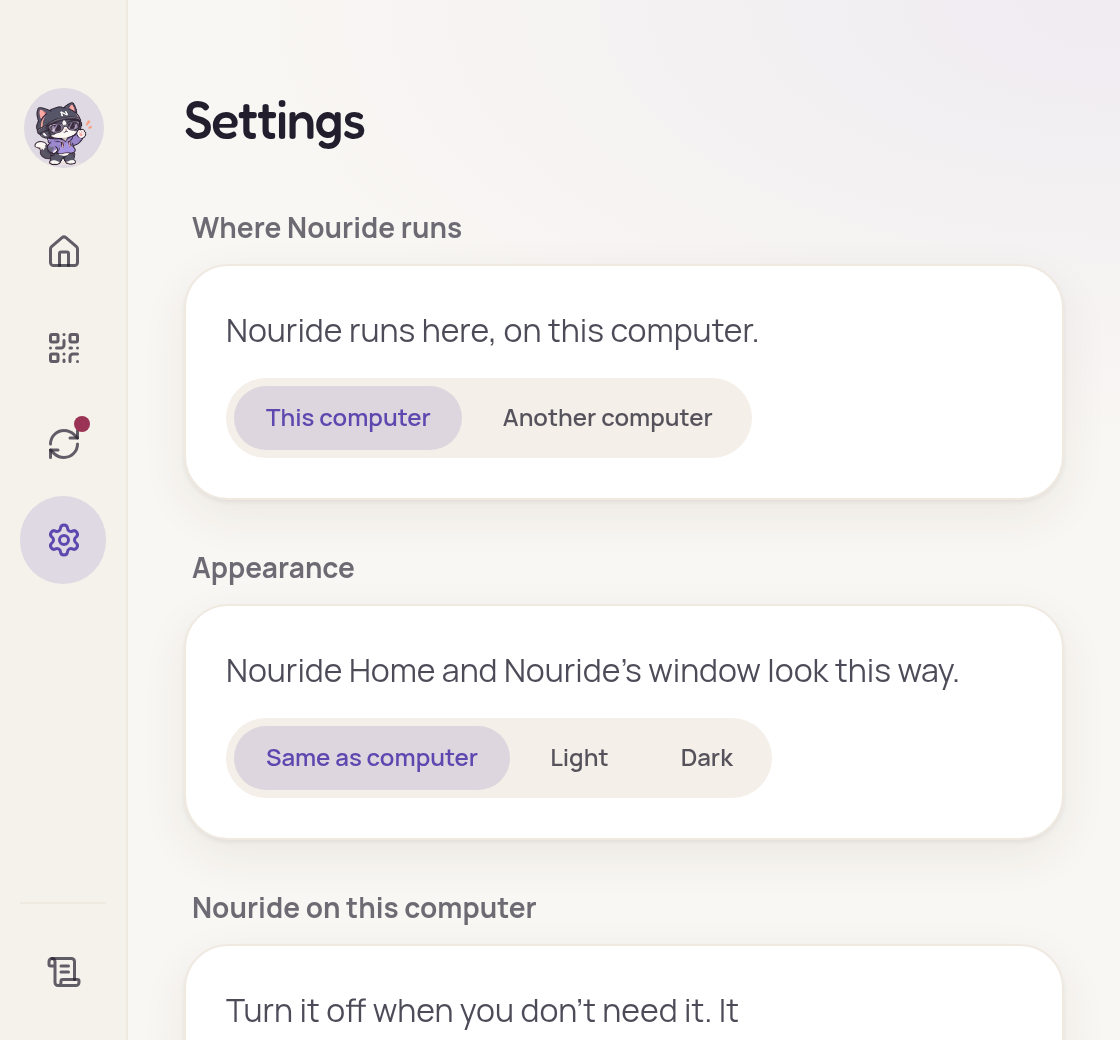 Settings
Where Nouride runs
Nouride runs here, on this computer.
This computer
Another computer
Appearance
Nouride Home and Nouride’s window look this way.
Same as computer
Light
Dark
Nouride on this computer
Turn it off when you don’t need it. It